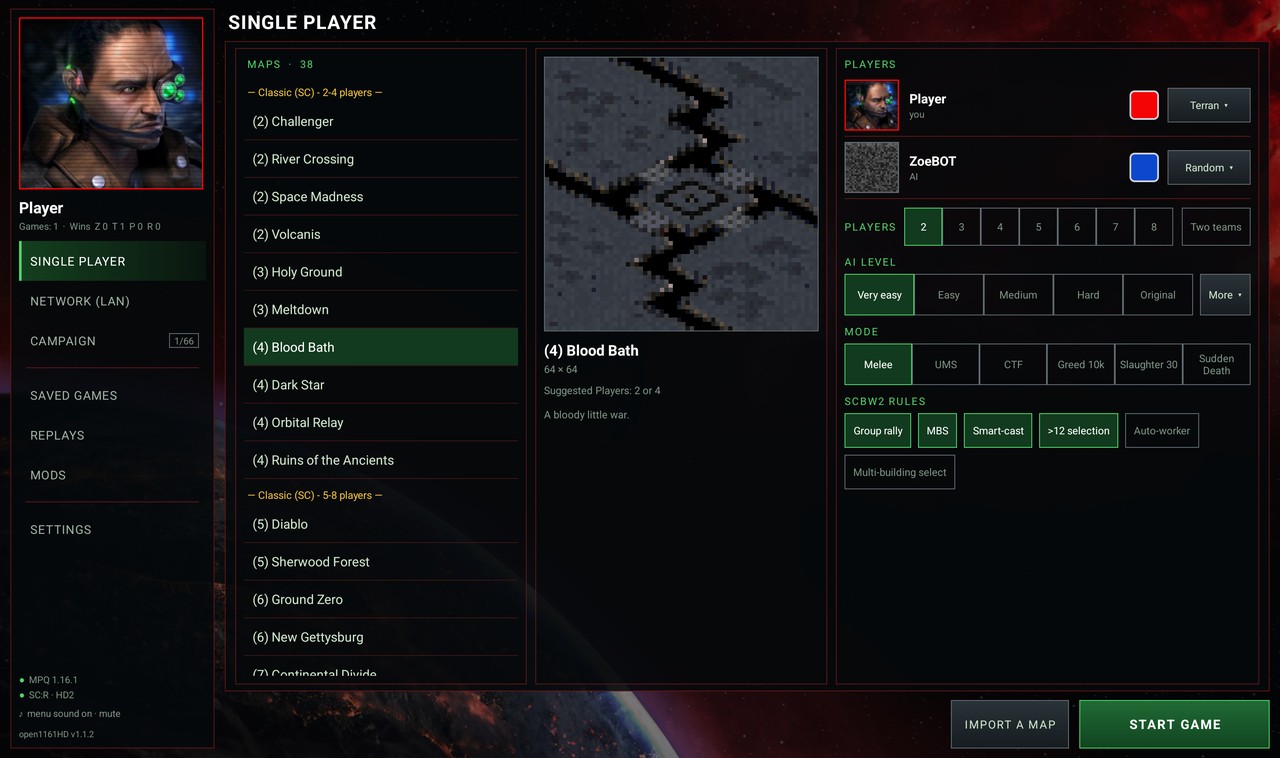 SINGLE PLAYER
Player
Games: 1 · Wins Z 0 T 1 P 0 R 0
SINGLE PLAYER
NETWORK (LAN)
CAMPAIGN 1/66
SAVED GAMES
REPLAYS
MODS
SETTINGS
MPQ 1.16.1
SC:R · HD2
♪ menu sound on · mute
open1161HD v1.1.2
MAPS · 38
— Classic (SC) - 2-4 players —
(2) Challenger
(2) River Crossing
(2) Space Madness
(2) Volcanis
(3) Holy Ground
(3) Meltdown
(4) Blood Bath
(4) Dark Star
(4) Orbital Relay
(4) Ruins of the Ancients
— Classic (SC) - 5-8 players —
(5) Diablo
(5) Sherwood Forest
(6) Ground Zero
(6) New Gettysburg
(7) Continental Divide
(4) Blood Bath
64 × 64
Suggested Players: 2 or 4
A bloody little war.
PLAYERS
Player
you
Terran
ZoeBOT
AI
Random
PLAYERS 2 3 4 5 6 7 8 Two teams
AI LEVEL
Very easy Easy Medium Hard Original More
MODE
Melee UMS CTF Greed 10k Slaughter 30 Sudden Death
SCBW2 RULES
Group rally MBS Smart-cast >12 selection Auto-worker
Multi-building select
IMPORT A MAP
START GAME